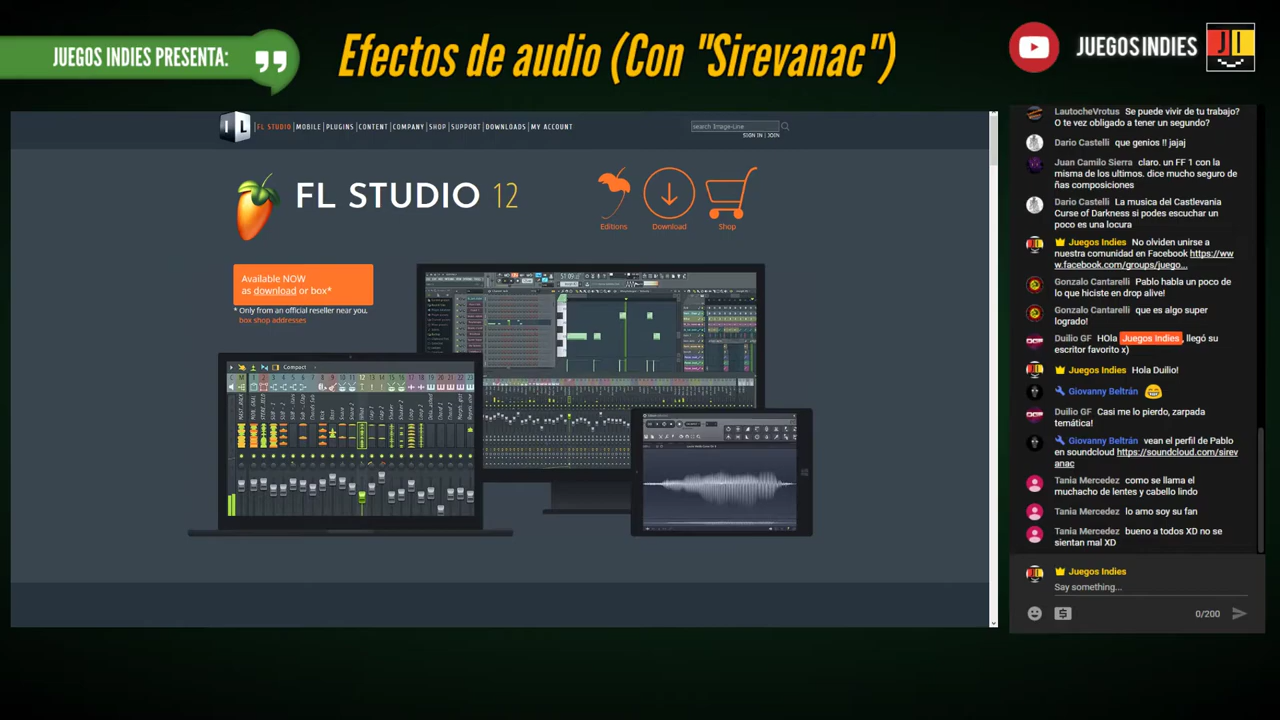 JUEGOS INDIES PRESENTA:
Efectos de audio (Con "Sirevanac")
JUEGOS INDIES
JL
IL
FL STUDIO MOBILE PLUGINS CONTENT COMPANY SHOP SUPPORT DOWNLOADS MY ACCOUNT
search Image-Line
SIGN IN | JOIN
FL STUDIO 12
Editions
Download
Shop
Available NOW
as download or box*
* Only from an official reseller near you,
box shop addresses
Compact
LautocheVrotus Se puede vivir de tu trabajo?
O te vez obligado a tener un segundo?
Dario Castelli que genios !! jajaj
Juan Camilo Sierra claro. un FF 1 con la
misma de los ultimos. dice mucho seguro de
ñas composiciones
Dario Castelli La musica del Castlevania
Curse of Darkness si podes escuchar un
poco es una locura
Juegos Indies No olviden unirse a
nuestra comunidad en Facebook https://ww
w.facebook.com/groups/juego...
Gonzalo Cantarelli Pablo habla un poco de
lo que hiciste en drop alive!
Gonzalo Cantarelli que es algo super
logrado!
Duilio GF HOla Juegos Indies, llegó su
escritor favorito x)
Juegos Indies Hola Duilio!
Giovanny Beltrán
Duilio GF Casi me lo pierdo, zarpada
temática!
Giovanny Beltrán vean el perfil de Pablo
en soundcloud https://soundcloud.com/sirev
anac
Tania Mercedez como se llama el
muchacho de lentes y cabello lindo
Tania Mercedez lo amo soy su fan
Tania Mercedez bueno a todos XD no se
sientan mal XD
Juegos Indies
Say something...
0/200